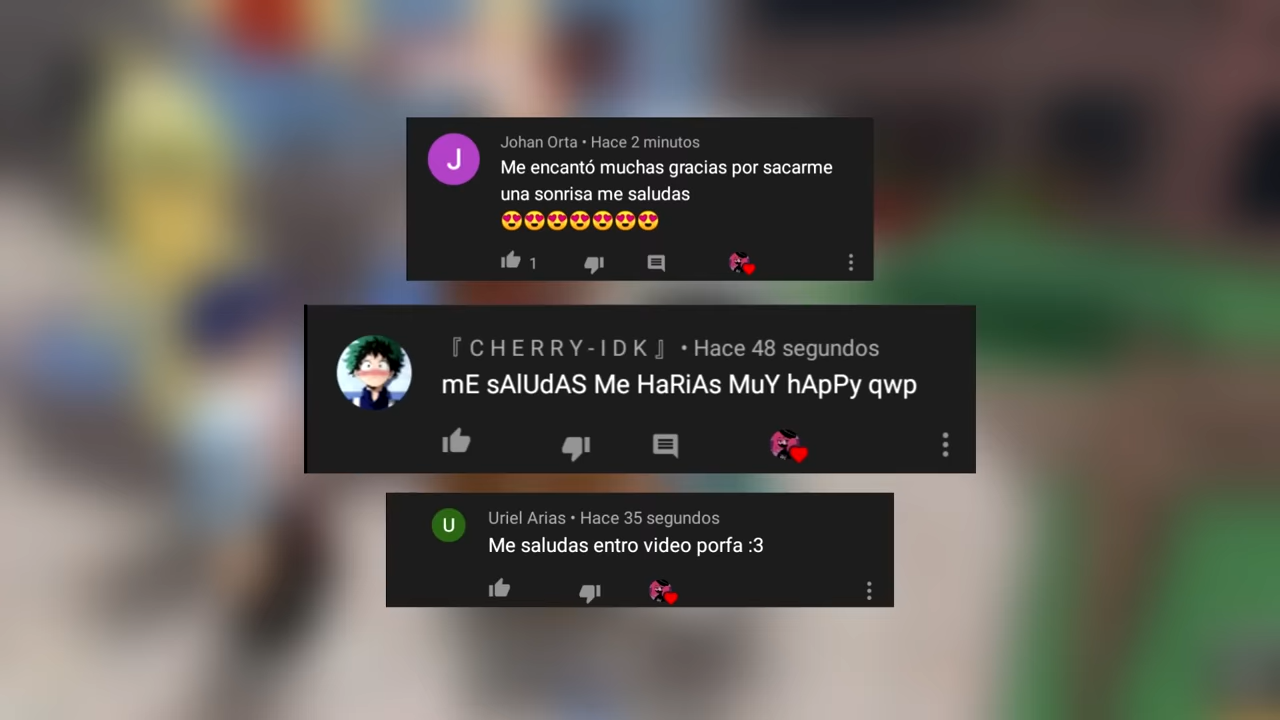 J
Johan Orta • Hace 2 minutos
Me encantó muchas gracias por sacarme
una sonrisa me saludas
😍😍😍😍😍😍😍
1
『 C H E R R Y - I D K 』 • Hace 48 segundos
mE sAlUdAS Me HaRiAs MuY hApPy qwp
U
Uriel Arias • Hace 35 segundos
Me saludas entro video porfa :3